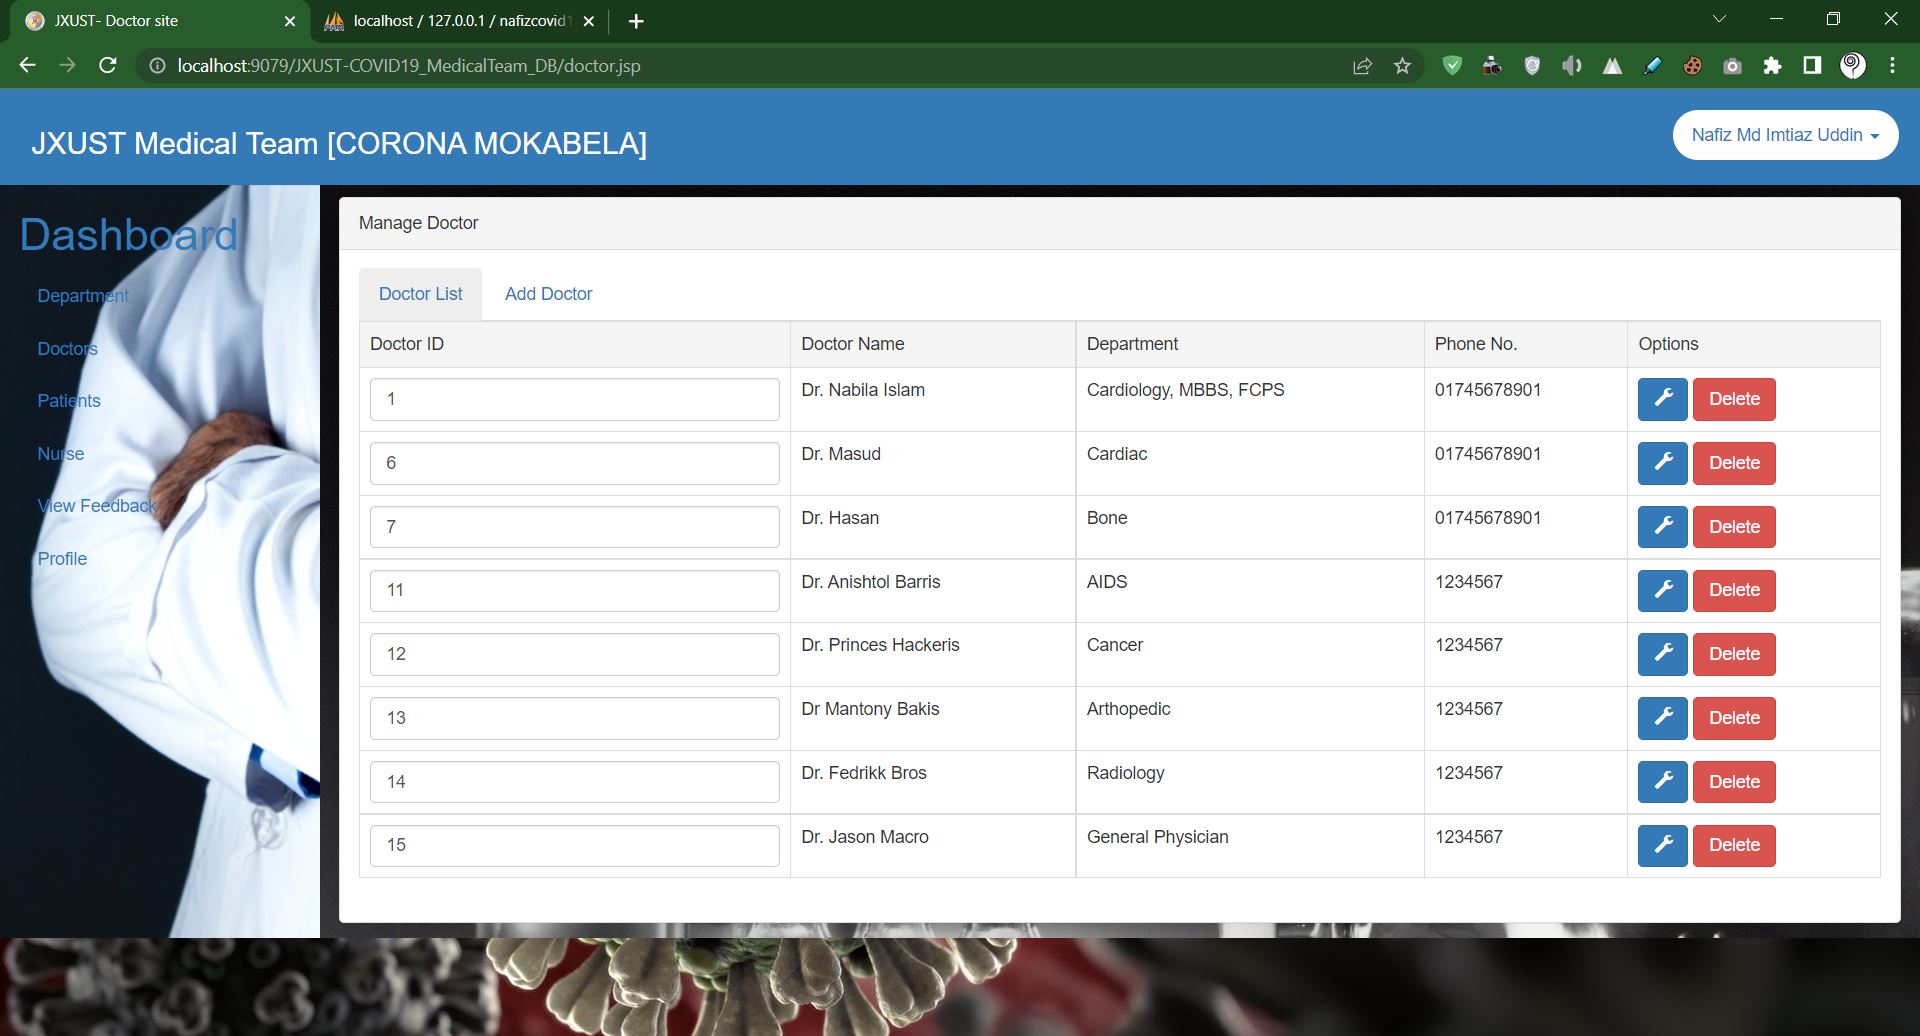 JXUST- Doctor site
localhost / 127.0.0.1 / nafizcovid1
localhost:9079/JXUST-COVID19_MedicalTeam_DB/doctor.jsp
JXUST Medical Team [CORONA MOKABELA]
Nafiz Md Imtiaz Uddin
Dashboard
Department
Doctors
Patients
Nurse
View Feedback
Profile
Manage Doctor
Doctor List Add Doctor
Doctor ID Doctor Name Department Phone No. Options
1 Dr. Nabila Islam Cardiology, MBBS, FCPS 01745678901 Delete
6 Dr. Masud Cardiac 01745678901 Delete
7 Dr. Hasan Bone 01745678901 Delete
11 Dr. Anishtol Barris AIDS 1234567 Delete
12 Dr. Princes Hackeris Cancer 1234567 Delete
13 Dr Mantony Bakis Arthopedic 1234567 Delete
14 Dr. Fedrikk Bros Radiology 1234567 Delete
15 Dr. Jason Macro General Physician 1234567 Delete